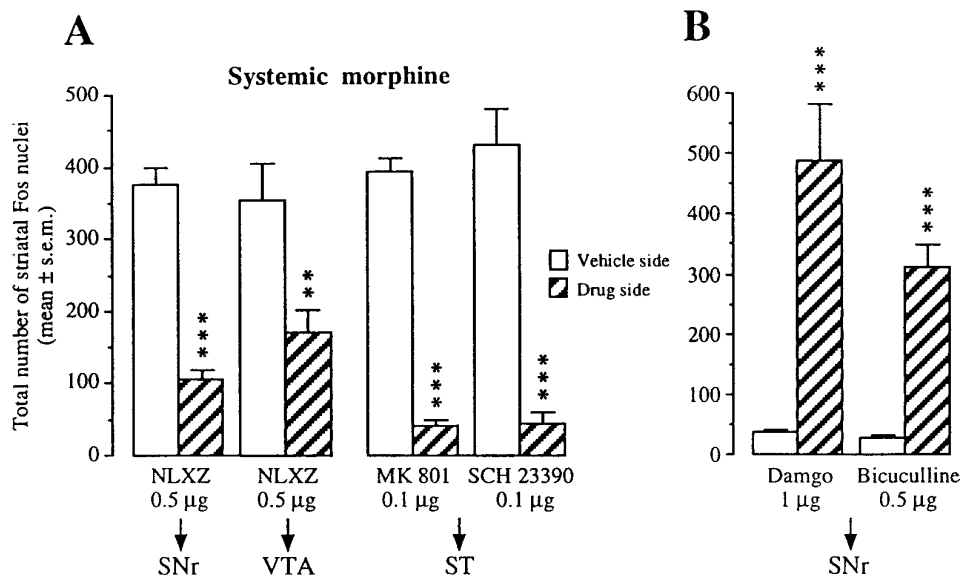 A
B
Systemic morphine
Total number of striatal Fos nuclei
(mean ± s.e.m.)
500
400
300
200
100
0
***
**
***
***
Vehicle side
Drug side
NLXZ
0.5 µg
NLXZ
0.5 µg
MK 801
0.1 µg
SCH 23390
0.1 µg
SNr
VTA
ST
600
500
400
300
200
100
0
***
***
Damgo
1 µg
Bicuculline
0.5 µg
SNr